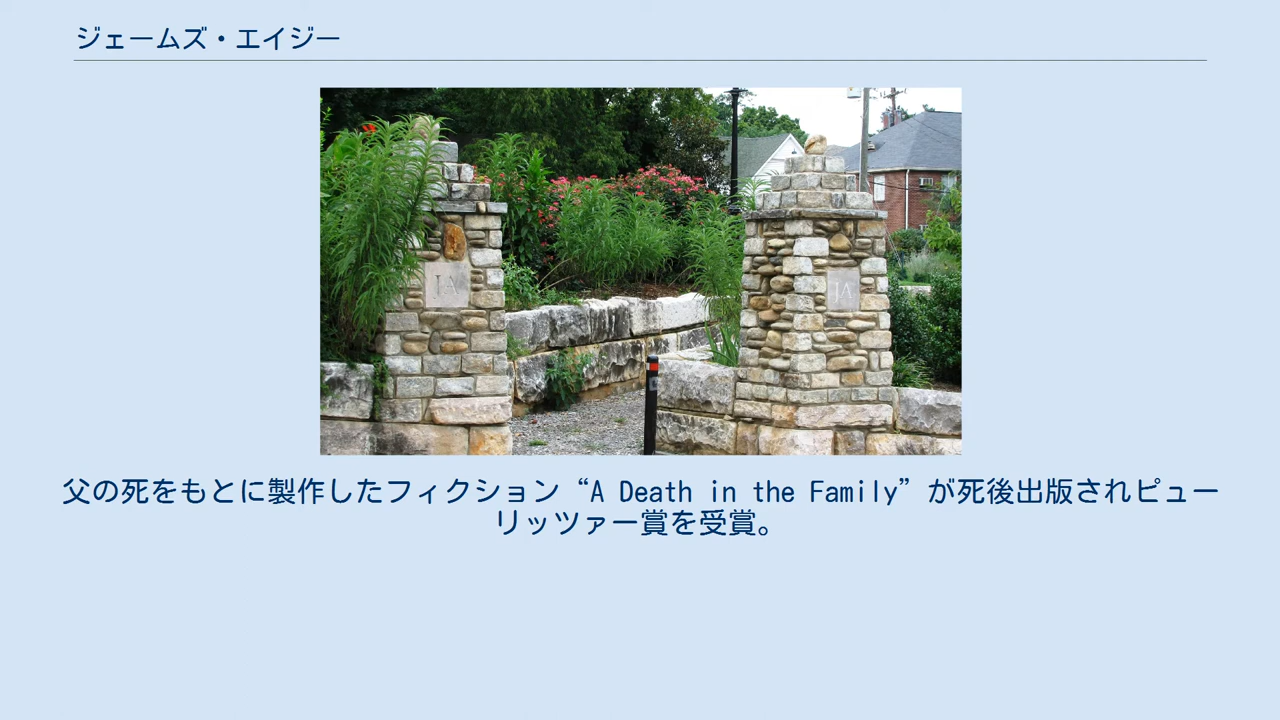 ジェームズ・エイジー
JA
JA
父の死をもとに製作したフィクション“A Death in the Family”が死後出版されピュー
リッツァー賞を受賞。